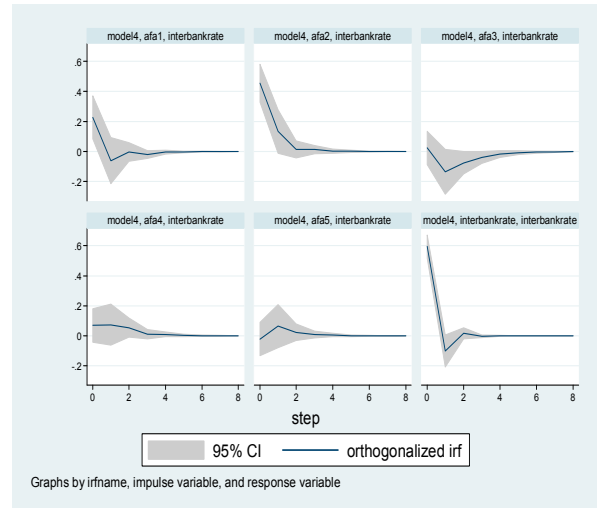 model4, afa1, interbankrate
model4, afa2, interbankrate
model4, afa3, interbankrate
.6
.4
.2
0
-.2
model4, afa4, interbankrate
model4, afa5, interbankrate
model4, interbankrate, interbankrate
.6
.4
.2
0
-.2
0 2 4 6 8
0 2 4 6 8
0 2 4 6 8
step
95% CI
orthogonalized irf
Graphs by irfname, impulse variable, and response variable